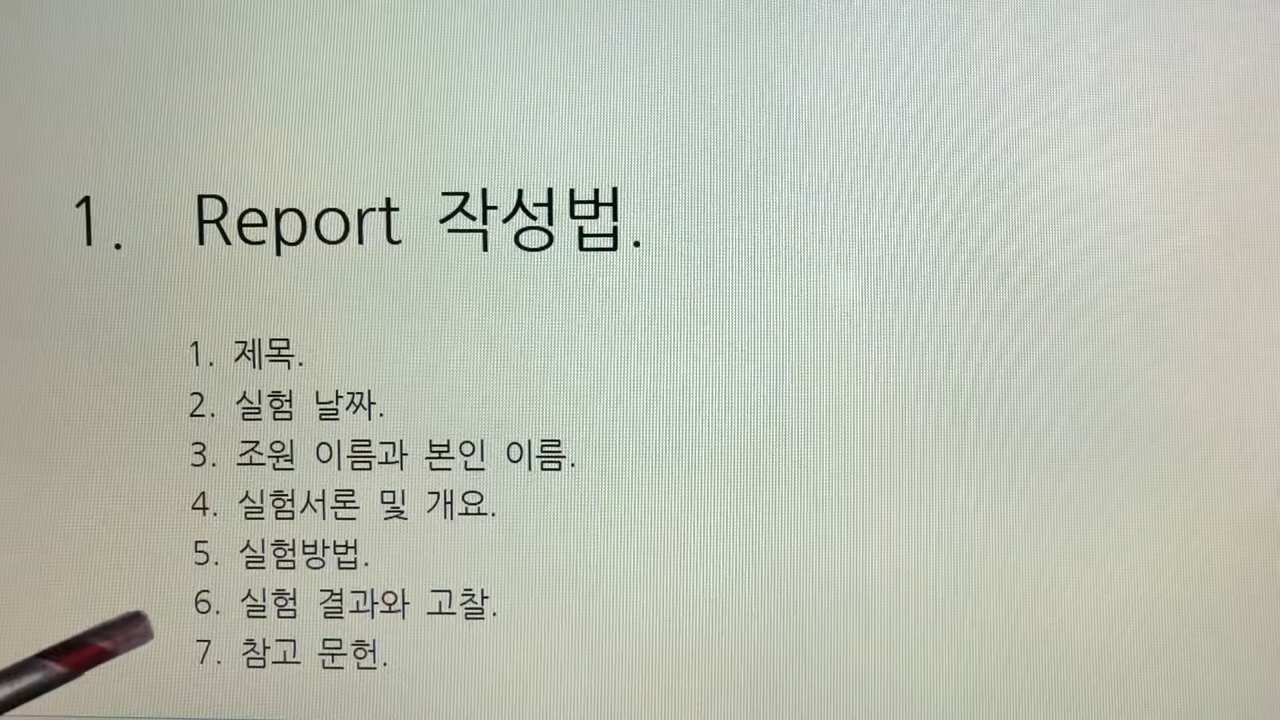 1. Report 작성법.
1. 제목.
2. 실험 날짜.
3. 조원 이름과 본인 이름.
4. 실험서론 및 개요.
5. 실험방법.
6. 실험 결과와 고찰.
7. 참고 문헌.